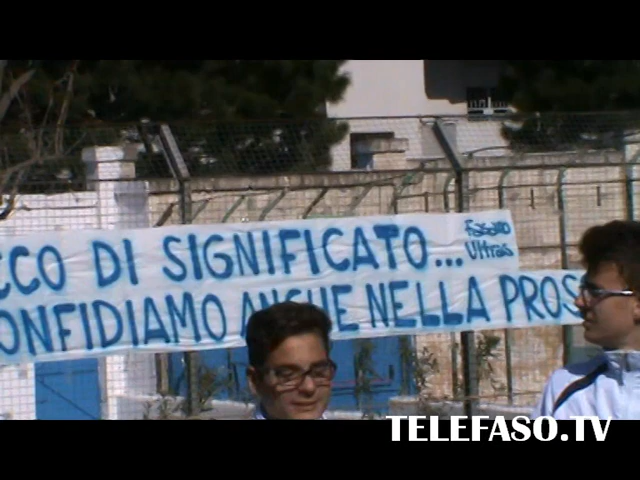 CCO DI SIGNIFICATO...
Fasano
Ultras
ONFIDIAMO ANCHE NELLA PROS
TELEFASO.TV